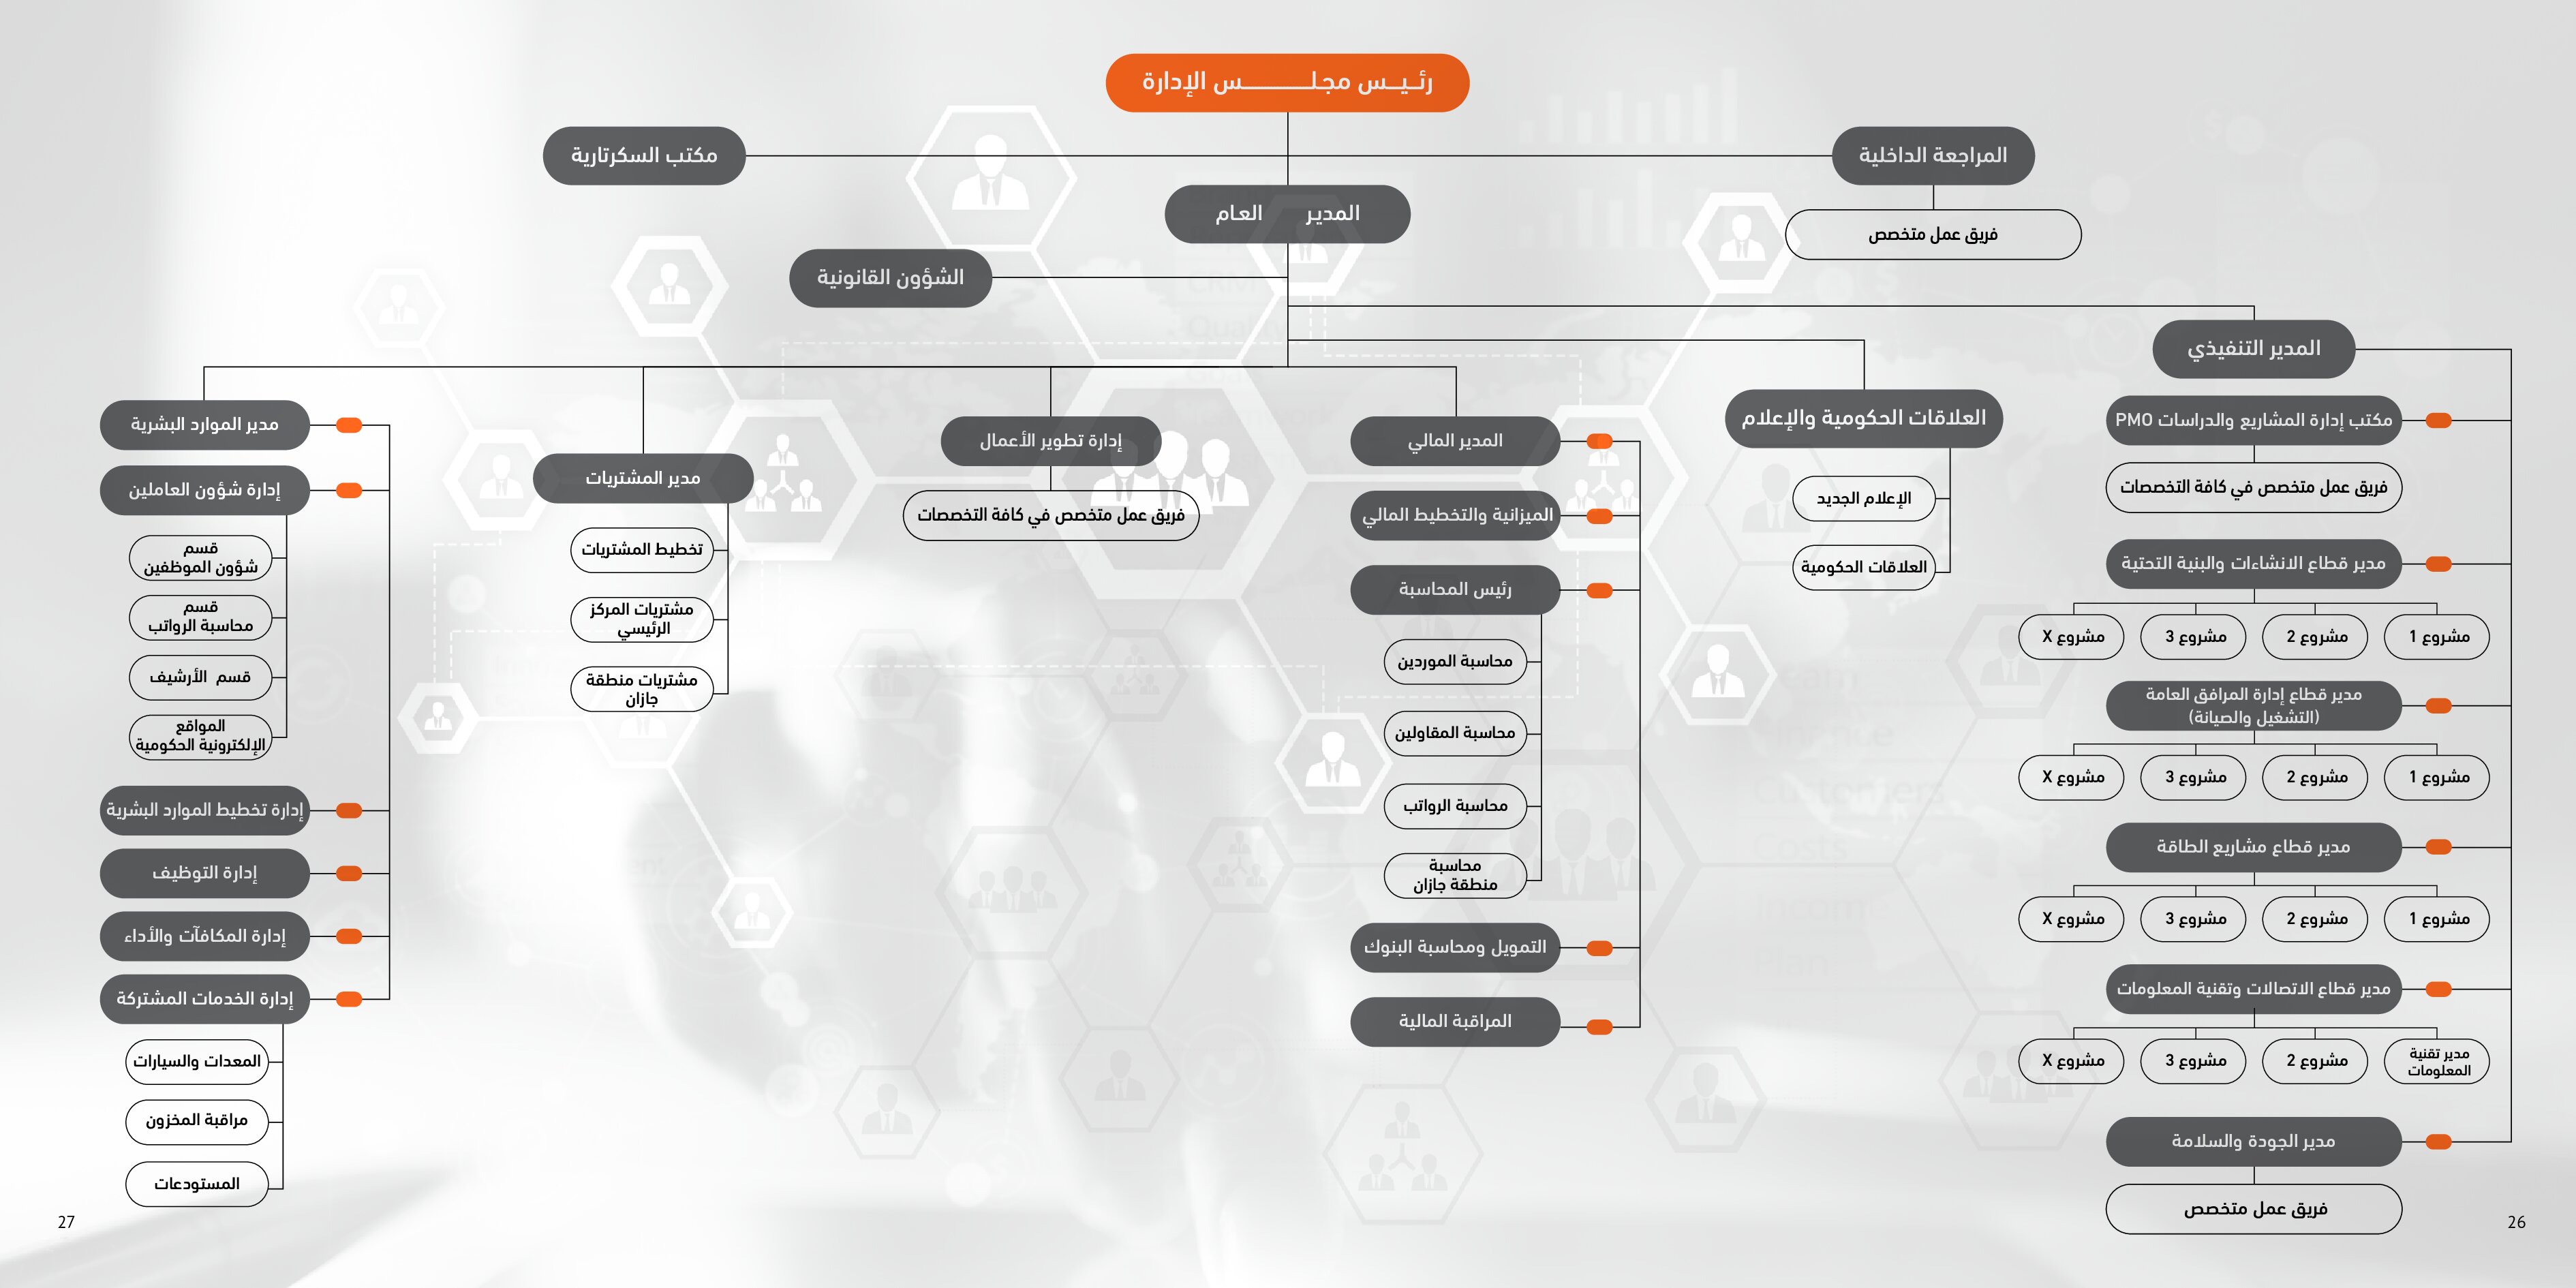 رئيس مجلس الإدارة
المراجعة الداخلية
مكتب السكرتارية
فريق عمل متخصص
المدير العام
الشؤون القانونية
المدير التنفيذي
مكتب إدارة المشاريع والدراسات PMO
فريق عمل متخصص في كافة التخصصات
مدير قطاع الانشاءات والبنية التحتية
مشروع 1
مشروع 2
مشروع 3
مشروع X
مدير قطاع إدارة المرافق العامة
(التشغيل والصيانة)
مشروع 1
مشروع 2
مشروع 3
مشروع X
مدير قطاع مشاريع الطاقة
مشروع 1
مشروع 2
مشروع 3
مشروع X
مدير قطاع الاتصالات وتقنية المعلومات
مدير تقنية
المعلومات
مشروع 2
مشروع 3
مشروع X
مدير الجودة والسلامة
فريق عمل متخصص
العلاقات الحكومية والإعلام
الإعلام الجديد
العلاقات الحكومية
المدير المالي
الميزانية والتخطيط المالي
رئيس المحاسبة
محاسبة الموردين
محاسبة المقاولين
محاسبة الرواتب
محاسبة
منطقة جازان
التمويل ومحاسبة البنوك
المراقبة المالية
إدارة تطوير الأعمال
فريق عمل متخصص في كافة التخصصات
مدير المشتريات
تخطيط المشتريات
مشتريات المركز
الرئيسي
مشتريات منطقة
جازان
مدير الموارد البشرية
إدارة شؤون العاملين
قسم
شؤون الموظفين
قسم
محاسبة الرواتب
قسم الأرشيف
المواقع
الإلكترونية الحكومية
إدارة تخطيط الموارد البشرية
إدارة التوظيف
إدارة المكافآت والأداء
إدارة الخدمات المشتركة
المعدات والسيارات
مراقبة المخزون
المستودعات
26
27